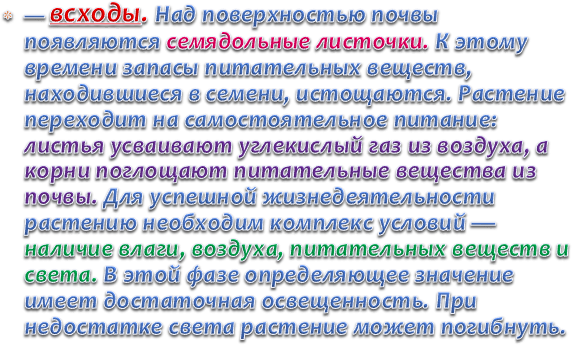 — всходы. Над поверхностью почвы
появляются семядольные листочки. К этому
времени запасы питательных веществ,
находившиеся в семени, истощаются. Растение
переходит на самостоятельное питание:
листья усваивают углекислый газ из воздуха, а
корни поглощают питательные вещества из
почвы. Для успешной жизнедеятельности
растению необходим комплекс условий —
наличие влаги, воздуха, питательных веществ и
света. В этой фазе определяющее значение
имеет достаточная освещенность. При
недостатке света растение может погибнуть.